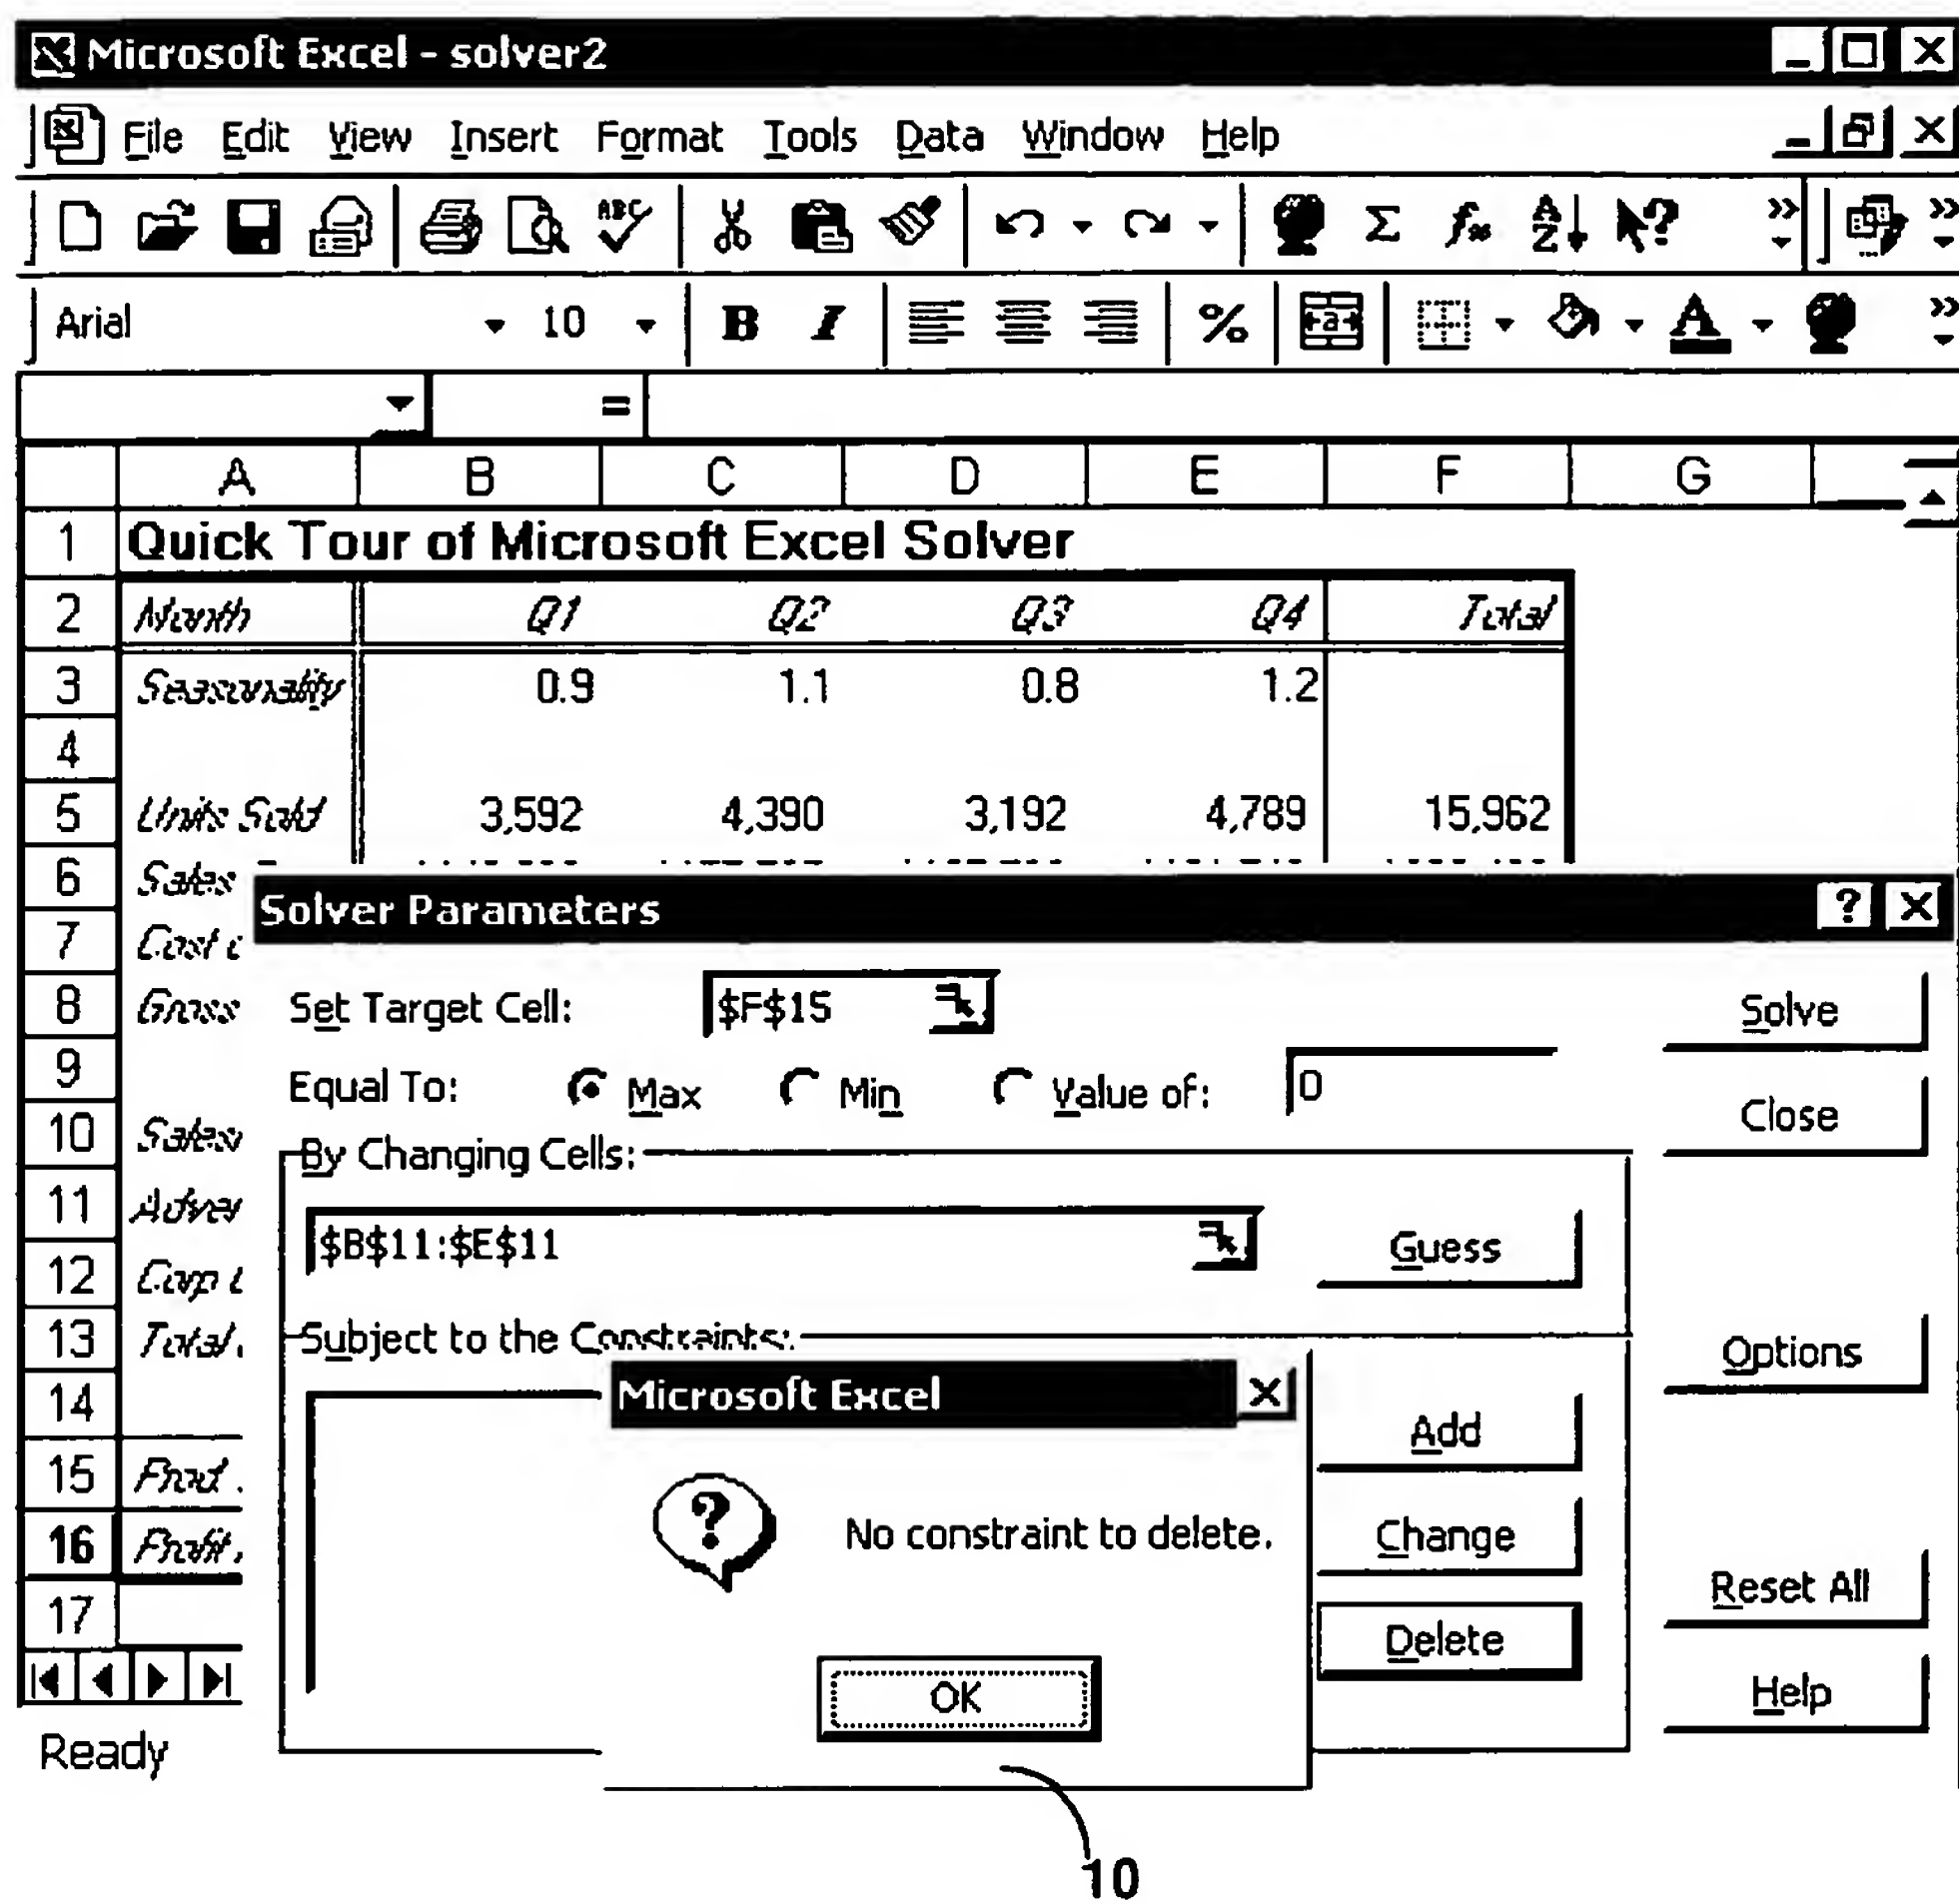 Microsoft Excel - solver2
File Edit View Insert Format Tools Data Window Help
Arial 10 B I % a A
=
A B C D E F G
1 Quick Tour of Microsoft Excel Solver
2 Month Q1 Q2 Q3 Q4 Total
3 Seasonality 0.9 1.1 0.8 1.2
4
5 Units Sold 3,592 4,390 3,192 4,789 15,962
6 Sales
Solver Parameters ? X
7 Cost
8 Gross Set Target Cell: $F$15 Solve
9 Equal To: Max Min Value of: 0
Close
10 Sales
By Changing Cells:
11 Adver
$B$11:$E$11 Guess
12 Corp
13 Total
Subject to the Constraints:
Options
14
Microsoft Excel X
Add
15 Prod
16 Profit
No constraint to delete.
Change
Reset All
17
Delete
OK
Help
Ready
10